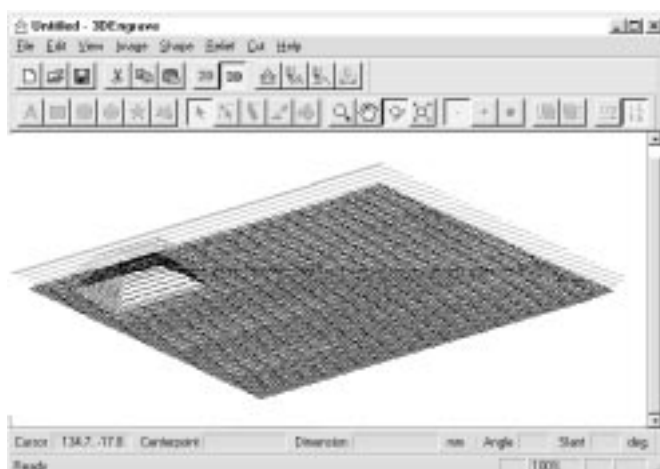 Untitled - 3DEngrave
File Edit View Image Shape Relief Cut Help
2D 3D
Cursor 134.7, -17.8 Centerpoint Dimension mm Angle Slant deg.
Ready 100%